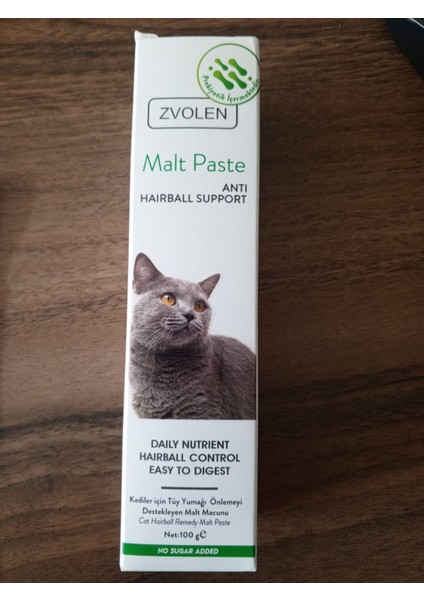 Prebiyotik İçermektedir
ZVOLEN
Malt Paste
ANTI
HAIRBALL SUPPORT
DAILY NUTRIENT
HAIRBALL CONTROL
EASY TO DIGEST
Kediler için Tüy Yumağı Önlemeyi
Destekleyen Malt Macunu
Cat Hairball Remedy Malt Paste
Net:100 g℮
NO SUGAR ADDED